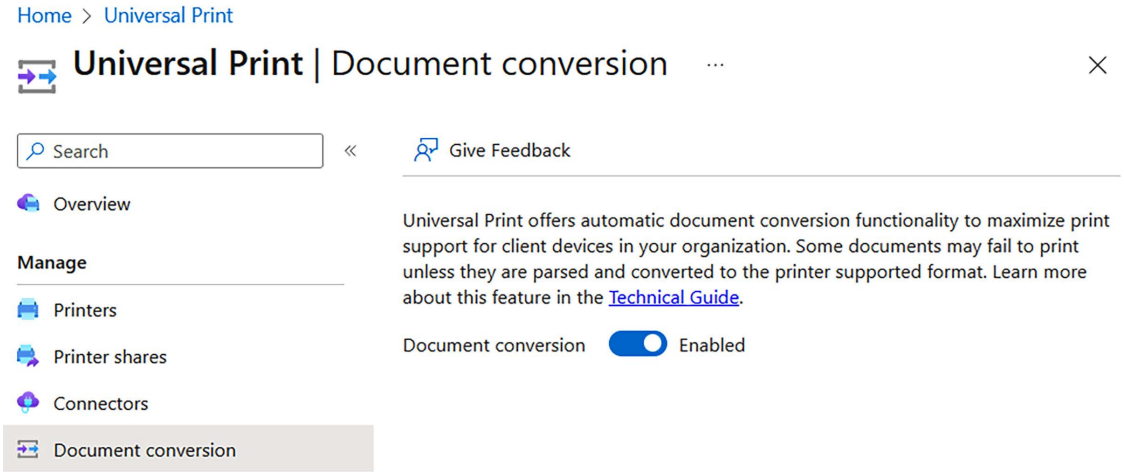 Home > Universal Print
Universal Print | Document conversion ...
Search
Give Feedback
Overview
Manage
Printers
Printer shares
Connectors
Document conversion
Universal Print offers automatic document conversion functionality to maximize print
support for client devices in your organization. Some documents may fail to print
unless they are parsed and converted to the printer supported format. Learn more
about this feature in the Technical Guide.
Document conversion Enabled